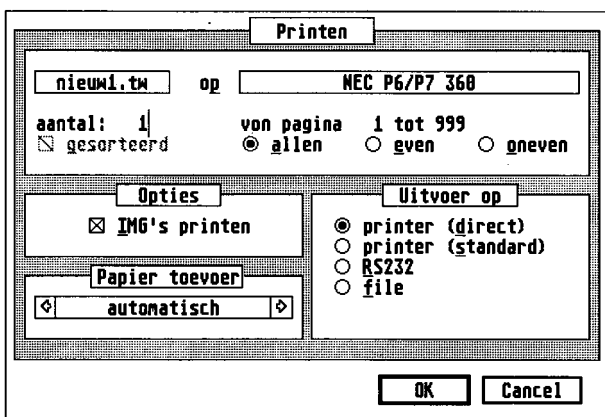 Printen
nieuw1.tw op NEC P6/P7 360
aantal: 1 von pagina 1 tot 999
gesorteerd allen even oneven
Opties
IMG's printen
Papier toevoer
automatisch
Uitvoer op
printer (direct)
printer (standard)
RS232
file
OK Cancel